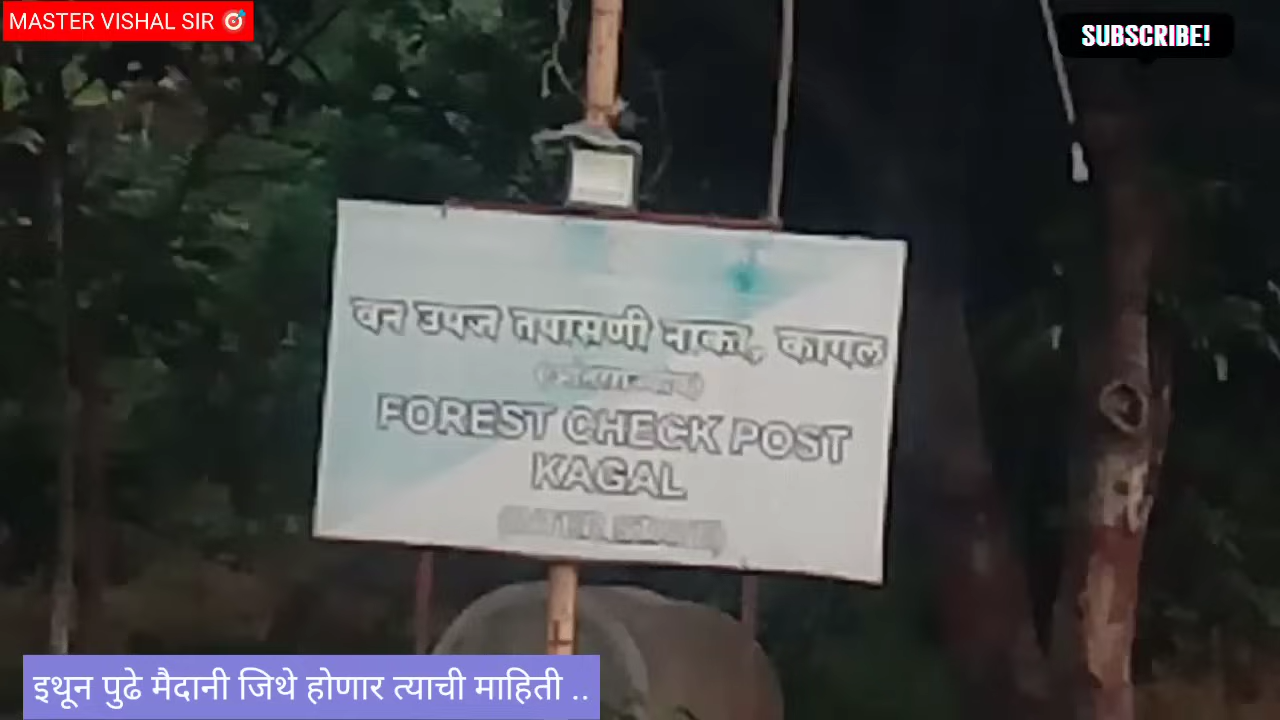 MASTER VISHAL SIR 🎯
SUBSCRIBE!
वन उपज तपासणी नाका, कागल
FOREST CHECK POST
KAGAL
इथून पुढे मैदानी जिथे होणार त्याची माहिती ..